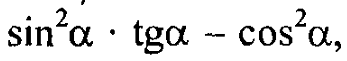 sin²α · tgα − cos²α,